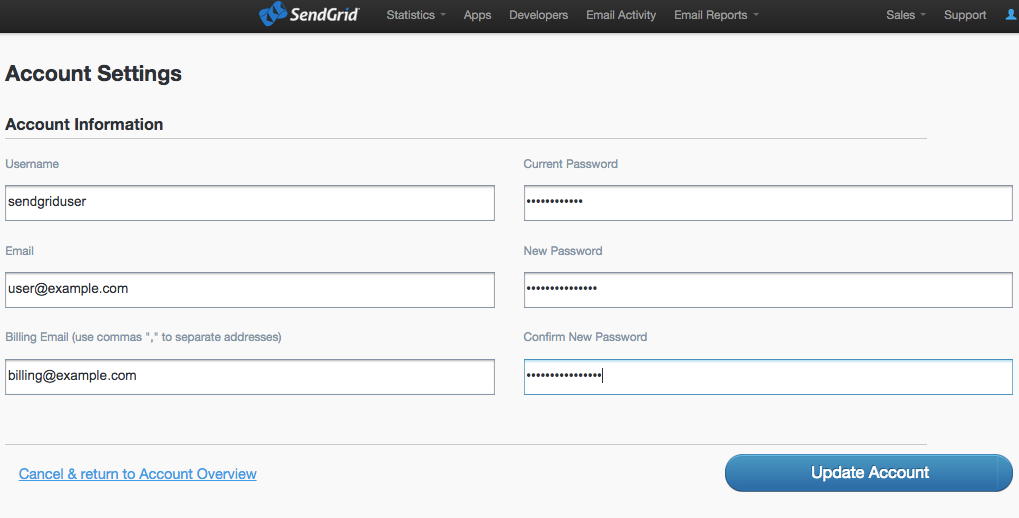 SendGrid Statistics Apps Developers Email Activity Email Reports Sales Support
Account Settings
Account Information
Username
sendgriduser
Email
user@example.com
Billing Email (use commas "," to separate addresses)
billing@example.com
Current Password
••••••••••••
New Password
•••••••••••••••
Confirm New Password
••••••••••••••••
Cancel & return to Account Overview
Update Account